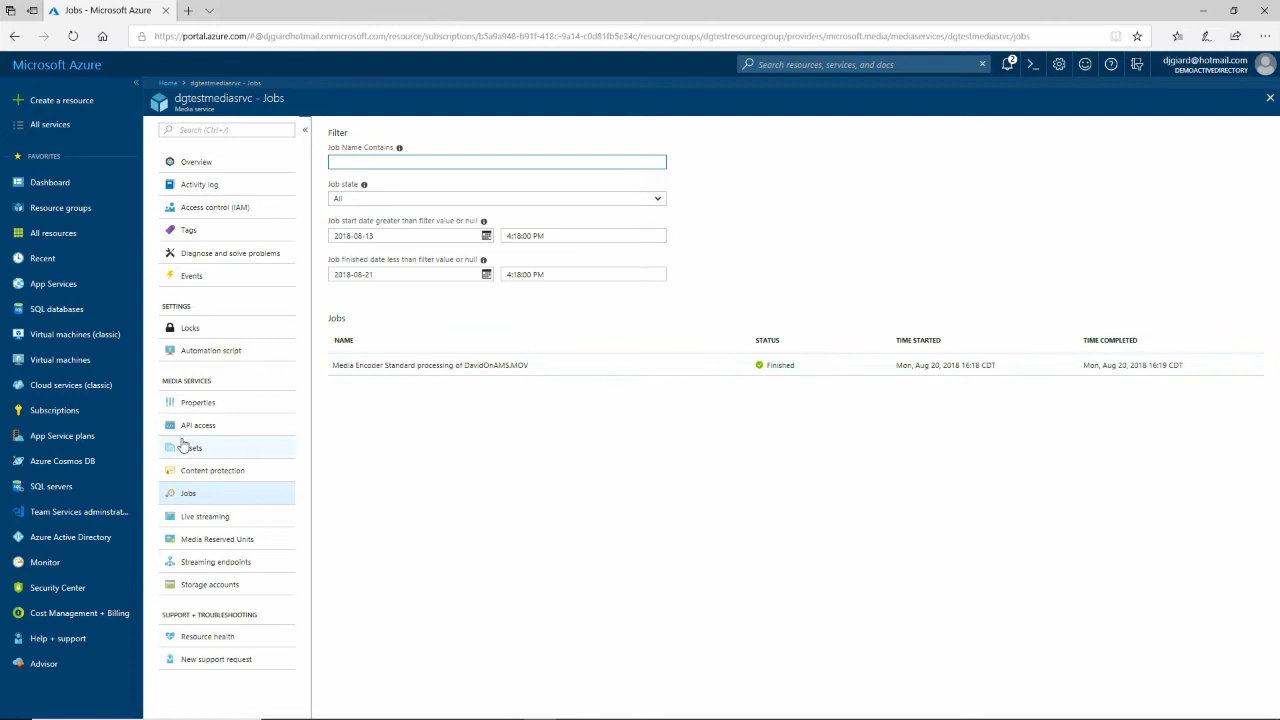 Jobs - Microsoft Azure
https://portal.azure.com/#@djgiardhotmail.onmicrosoft.com/resource/subscriptions/b5a9a948-b91f-418c-9a14-c0d81fb5e34c/resourcegroups/dgtestresourcegroup/providers/microsoft.media/mediaservices/dgtestmediasrvc/jobs
Microsoft Azure
Search resources, services, and docs
2
djgiard@hotmail.com
DEMOACTIVEDIRECTORY
Home > dgtestmediasrvc - Jobs
dgtestmediasrvc - Jobs
Media service
Create a resource
All services
FAVORITES
Dashboard
Resource groups
All resources
Recent
App Services
SQL databases
Virtual machines (classic)
Virtual machines
Cloud services (classic)
Subscriptions
App Service plans
Azure Cosmos DB
SQL servers
Team Services adminstrat...
Azure Active Directory
Monitor
Security Center
Cost Management + Billing
Help + support
Advisor
Search (Ctrl+/)
Overview
Activity log
Access control (IAM)
Tags
Diagnose and solve problems
Events
SETTINGS
Locks
Automation script
MEDIA SERVICES
Properties
API access
sets
Content protection
Jobs
Live streaming
Media Reserved Units
Streaming endpoints
Storage accounts
SUPPORT + TROUBLESHOOTING
Resource health
New support request
Filter
Job Name Contains
Job state
All
Job start date greater than filter value or null
2018-08-13 4:18:00 PM
Job finished date less than filter value or null
2018-08-21 4:18:00 PM
Jobs
NAME STATUS TIME STARTED TIME COMPLETED
Media Encoder Standard processing of DavidOnAMS.MOV Finished Mon, Aug 20, 2018 16:18 CDT Mon, Aug 20, 2018 16:19 CDT